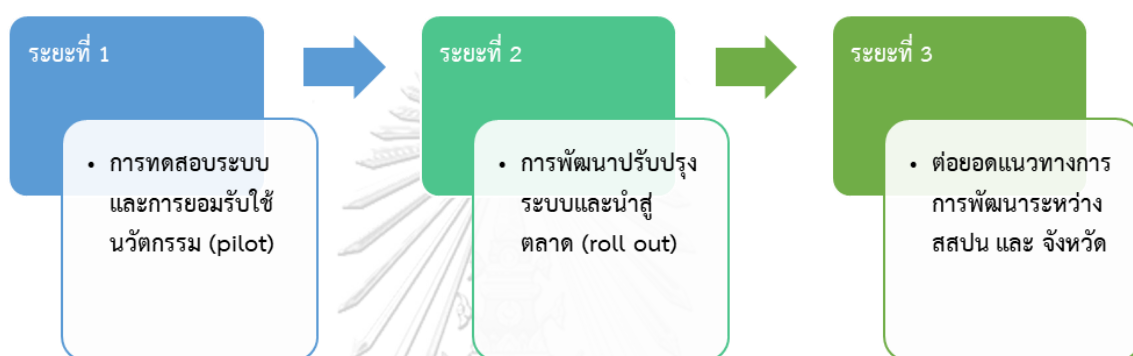 ระยะที่ 1
• การทดสอบระบบ
และการยอมรับใช้
นวัตกรรม (pilot)
ระยะที่ 2
• การพัฒนาปรับปรุง
ระบบและนำสู่
ตลาด (roll out)
ระยะที่ 3
• ต่อยอดแนวทางการ
การพัฒนาระหว่าง
สสปน และ จังหวัด